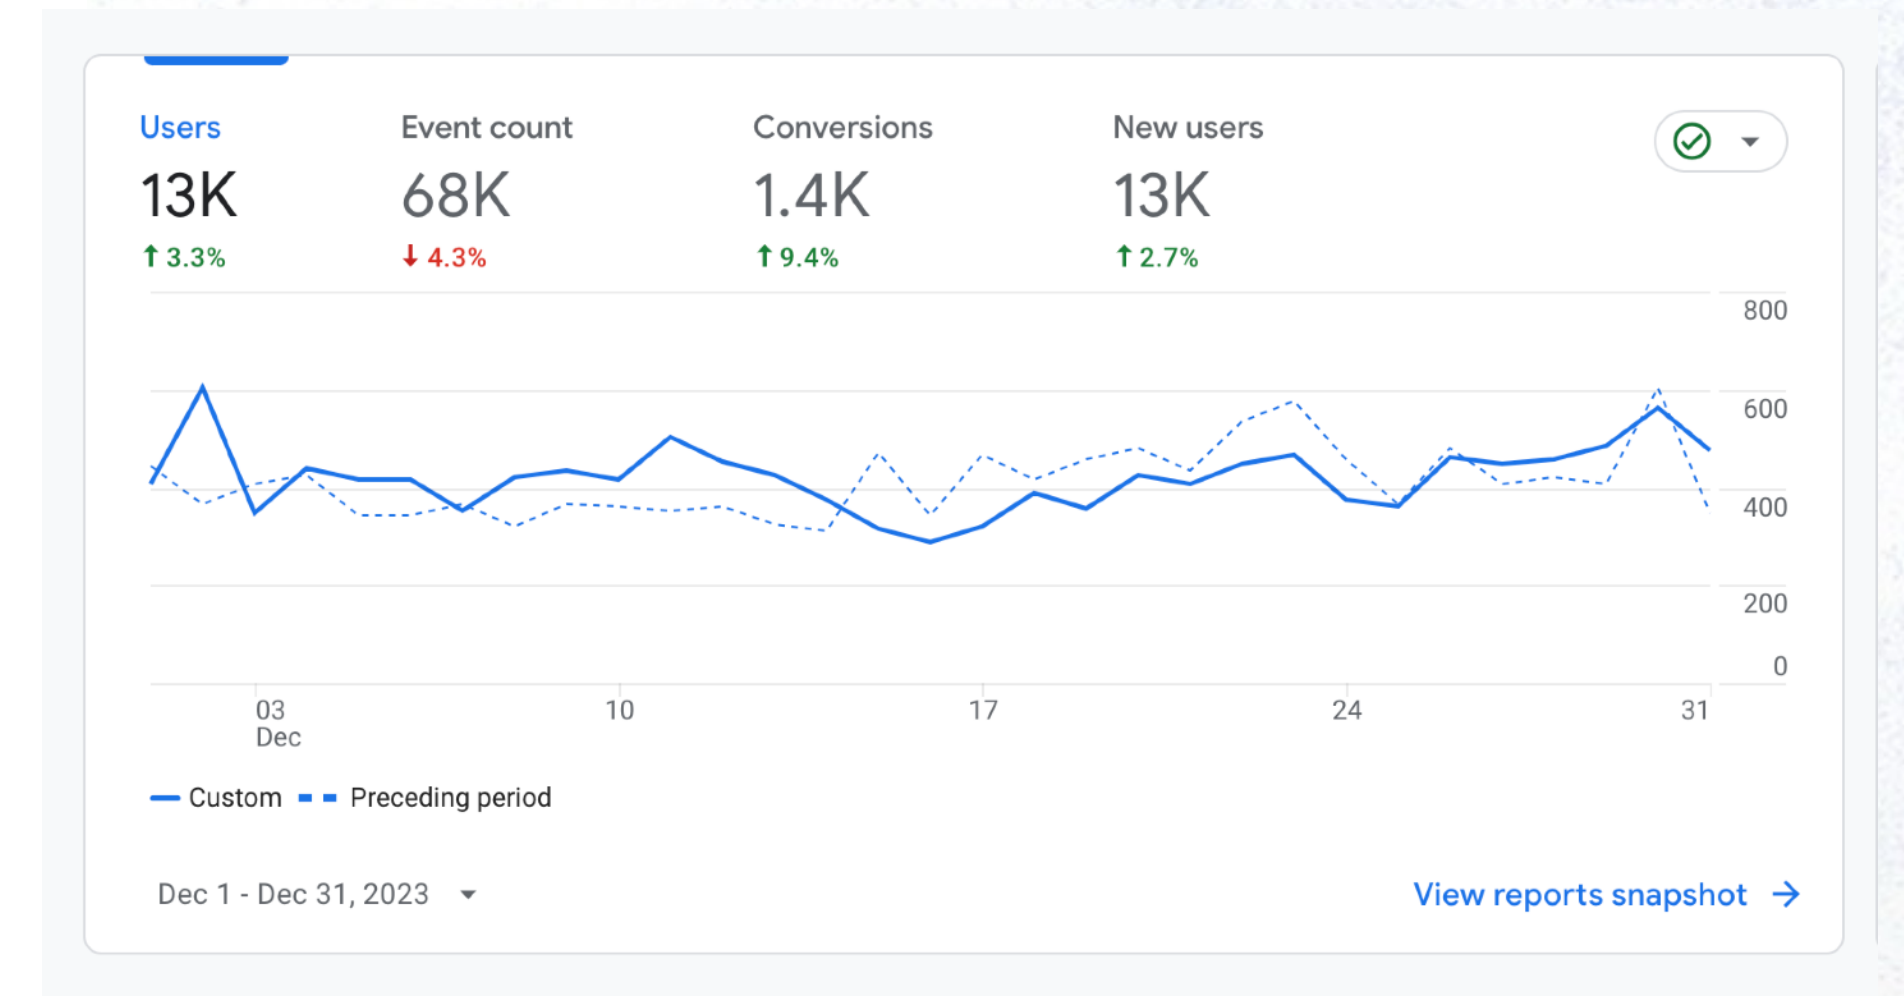 Users Event count Conversions New users
13K 68K 1.4K 13K
↑ 3.3% ↓ 4.3% ↑ 9.4% ↑ 2.7%
800
600
400
200
0
03 10 17 24 31
Dec
Custom Preceding period
Dec 1 - Dec 31, 2023 View reports snapshot →